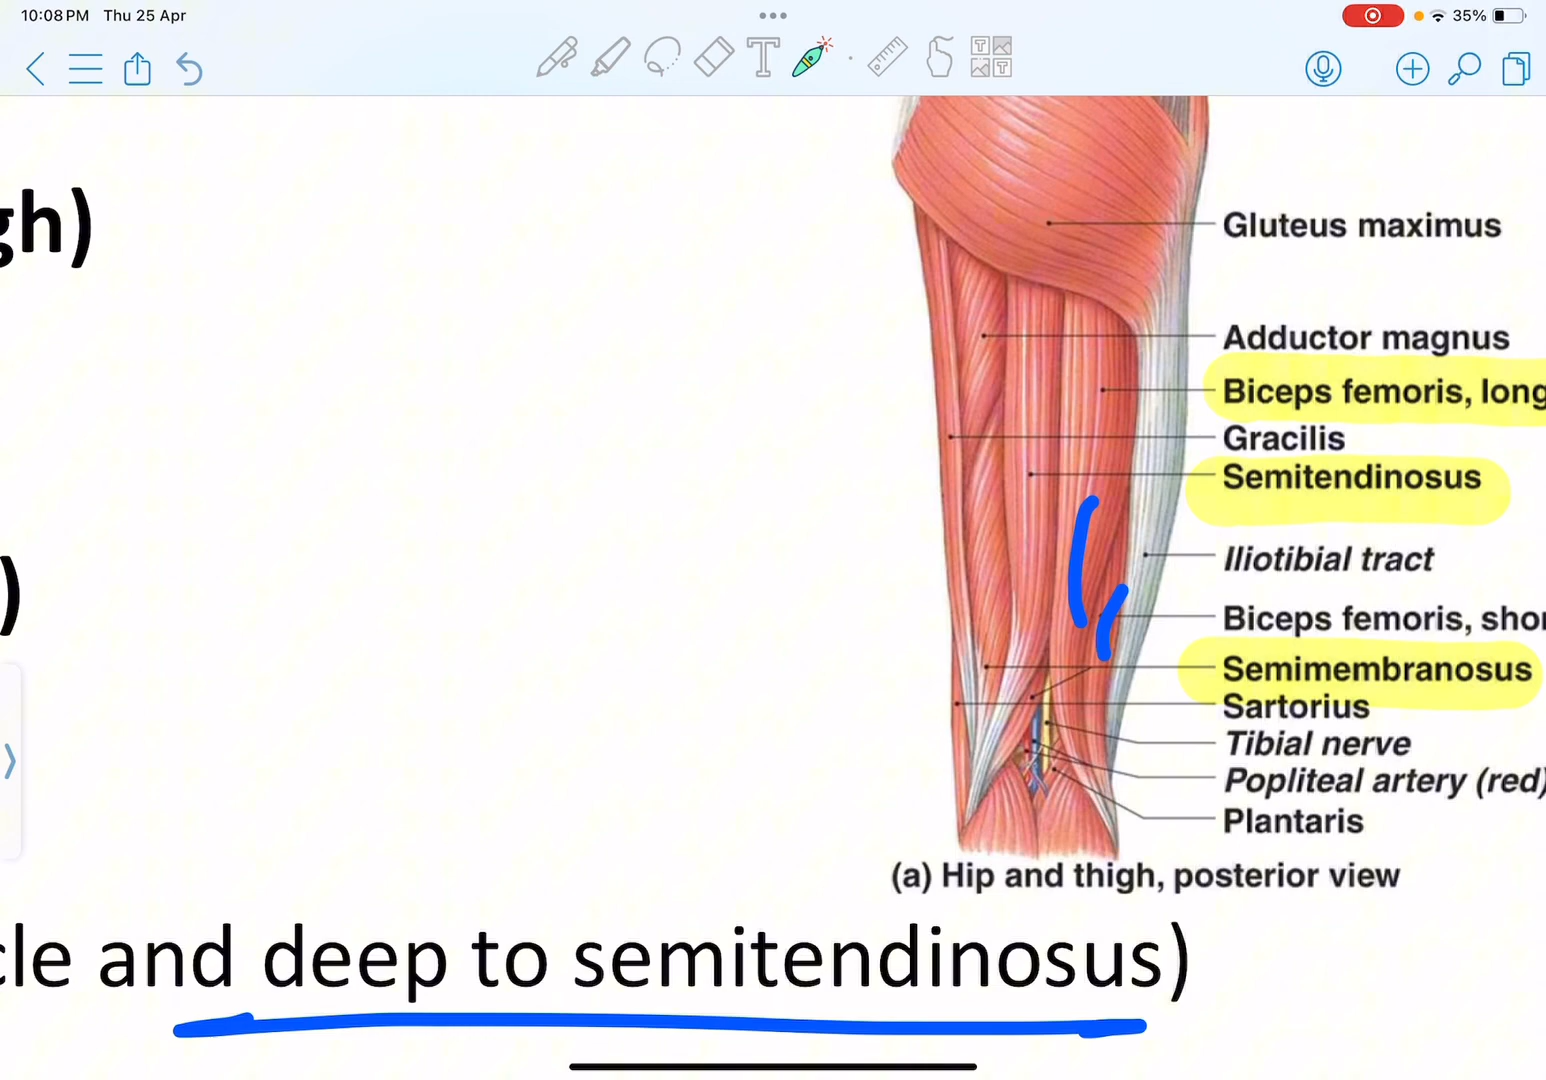 10:08 PM Thu 25 Apr
35%
gh)
Gluteus maximus
Adductor magnus
Biceps femoris, long
Gracilis
Semitendinosus
Iliotibial tract
)
Biceps femoris, shor
Semimembranosus
Sartorius
Tibial nerve
Popliteal artery (red)
Plantaris
(a) Hip and thigh, posterior view
cle and deep to semitendinosus)